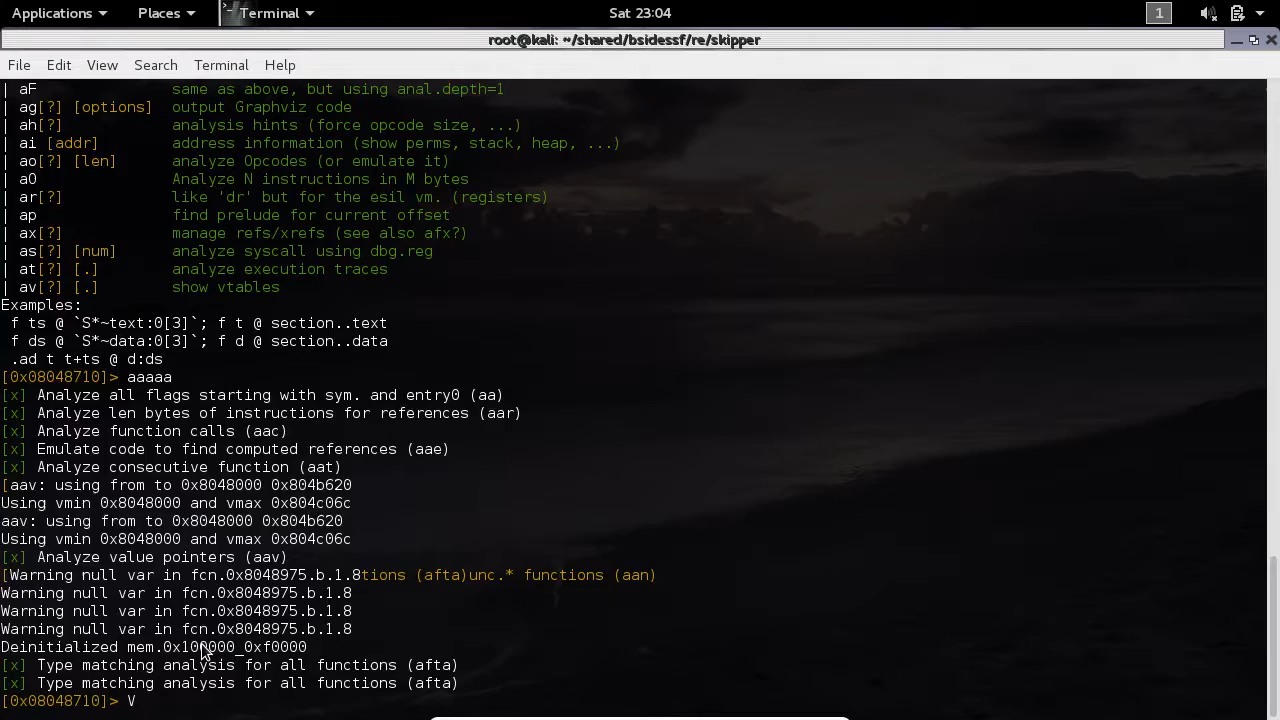 Applications Places Terminal Sat 23:04 1
root@kali: ~/shared/bsidessf/re/skipper
File Edit View Search Terminal Help
| aF same as above, but using anal.depth=1
| ag[?] [options] output Graphviz code
| ah[?] analysis hints (force opcode size, ...)
| ai [addr] address information (show perms, stack, heap, ...)
| ao[?] [len] analyze Opcodes (or emulate it)
| aO Analyze N instructions in M bytes
| ar[?] like 'dr' but for the esil vm. (registers)
| ap find prelude for current offset
| ax[?] manage refs/xrefs (see also afx?)
| as[?] [num] analyze syscall using dbg.reg
| at[?] [.] analyze execution traces
| av[?] [.] show vtables
Examples:
f ts @ `S*~text:0[3]`; f t @ section..text
f ds @ `S*~data:0[3]`; f d @ section..data
.ad t t+ts @ d:ds
[0x08048710]> aaaaa
[x] Analyze all flags starting with sym. and entry0 (aa)
[x] Analyze len bytes of instructions for references (aar)
[x] Analyze function calls (aac)
[x] Emulate code to find computed references (aae)
[x] Analyze consecutive function (aat)
[aav: using from to 0x8048000 0x804b620
Using vmin 0x8048000 and vmax 0x804c06c
aav: using from to 0x8048000 0x804b620
Using vmin 0x8048000 and vmax 0x804c06c
[x] Analyze value pointers (aav)
[Warning null var in fcn.0x8048975.b.1.8tions (afta)unc.* functions (aan)
Warning null var in fcn.0x8048975.b.1.8
Warning null var in fcn.0x8048975.b.1.8
Warning null var in fcn.0x8048975.b.1.8
Deinitialized mem.0x100000_0xf0000
[x] Type matching analysis for all functions (afta)
[x] Type matching analysis for all functions (afta)
[0x08048710]> V